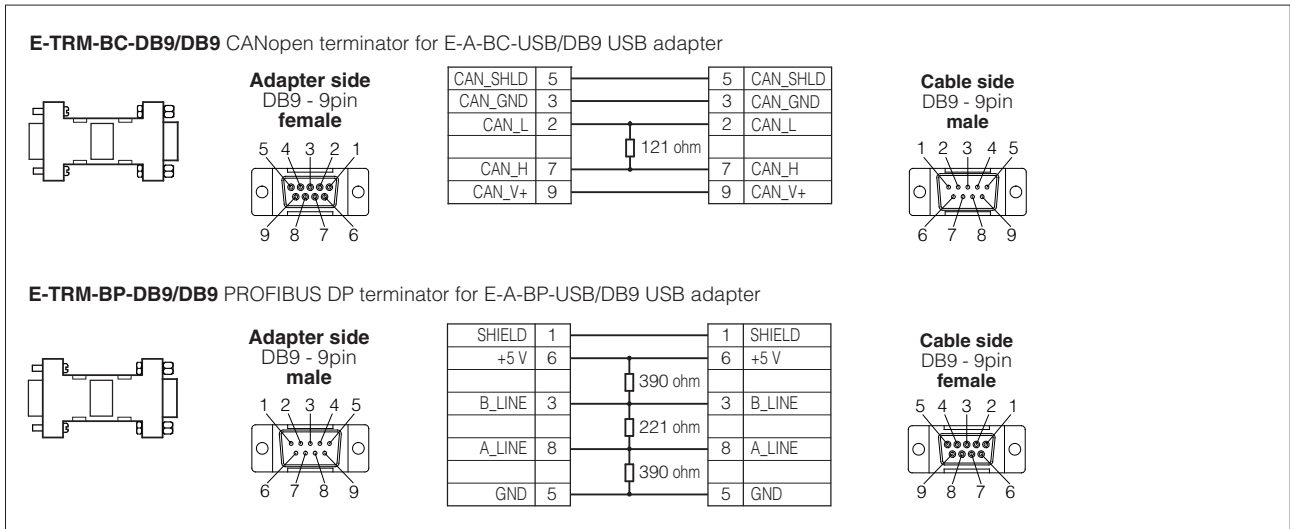 E-TRM-BC-DB9/DB9 CANopen terminator for E-A-BC-USB/DB9 USB adapter
Adapter side
DB9 - 9pin
female
5 4 3 2 1
9 8 7 6
CAN_SHLD 5 5 CAN_SHLD
CAN_GND 3 3 CAN_GND
CAN_L 2 2 CAN_L
121 ohm
CAN_H 7 7 CAN_H
CAN_V+ 9 9 CAN_V+
Cable side
DB9 - 9pin
male
1 2 3 4 5
6 7 8 9
E-TRM-BP-DB9/DB9 PROFIBUS DP terminator for E-A-BP-USB/DB9 USB adapter
Adapter side
DB9 - 9pin
male
1 2 3 4 5
6 7 8 9
SHIELD 1 1 SHIELD
+5 V 6 6 +5 V
390 ohm
B_LINE 3 3 B_LINE
221 ohm
A_LINE 8 8 A_LINE
390 ohm
GND 5 5 GND
Cable side
DB9 - 9pin
female
5 4 3 2 1
9 8 7 6